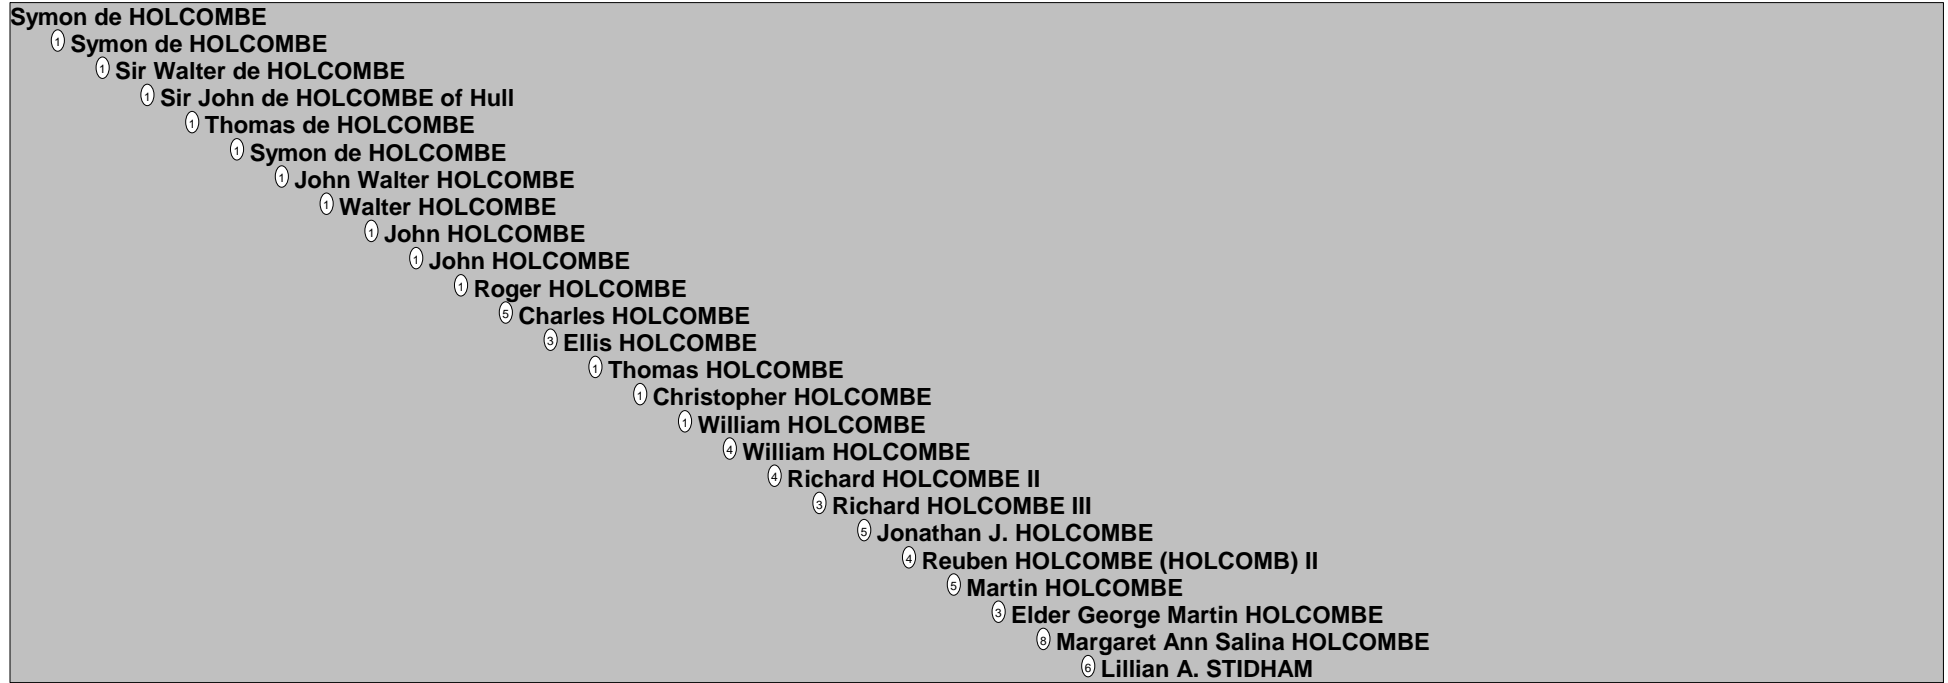 Symon de HOLCOMBE
1 Symon de HOLCOMBE
1 Sir Walter de HOLCOMBE
1 Sir John de HOLCOMBE of Hull
1 Thomas de HOLCOMBE
1 Symon de HOLCOMBE
1 John Walter HOLCOMBE
1 Walter HOLCOMBE
1 John HOLCOMBE
1 John HOLCOMBE
1 Roger HOLCOMBE
5 Charles HOLCOMBE
3 Ellis HOLCOMBE
1 Thomas HOLCOMBE
1 Christopher HOLCOMBE
1 William HOLCOMBE
4 William HOLCOMBE
4 Richard HOLCOMBE II
3 Richard HOLCOMBE III
5 Jonathan J. HOLCOMBE
4 Reuben HOLCOMBE (HOLCOMB) II
5 Martin HOLCOMBE
3 Elder George Martin HOLCOMBE
8 Margaret Ann Salina HOLCOMBE
6 Lillian A. STIDHAM